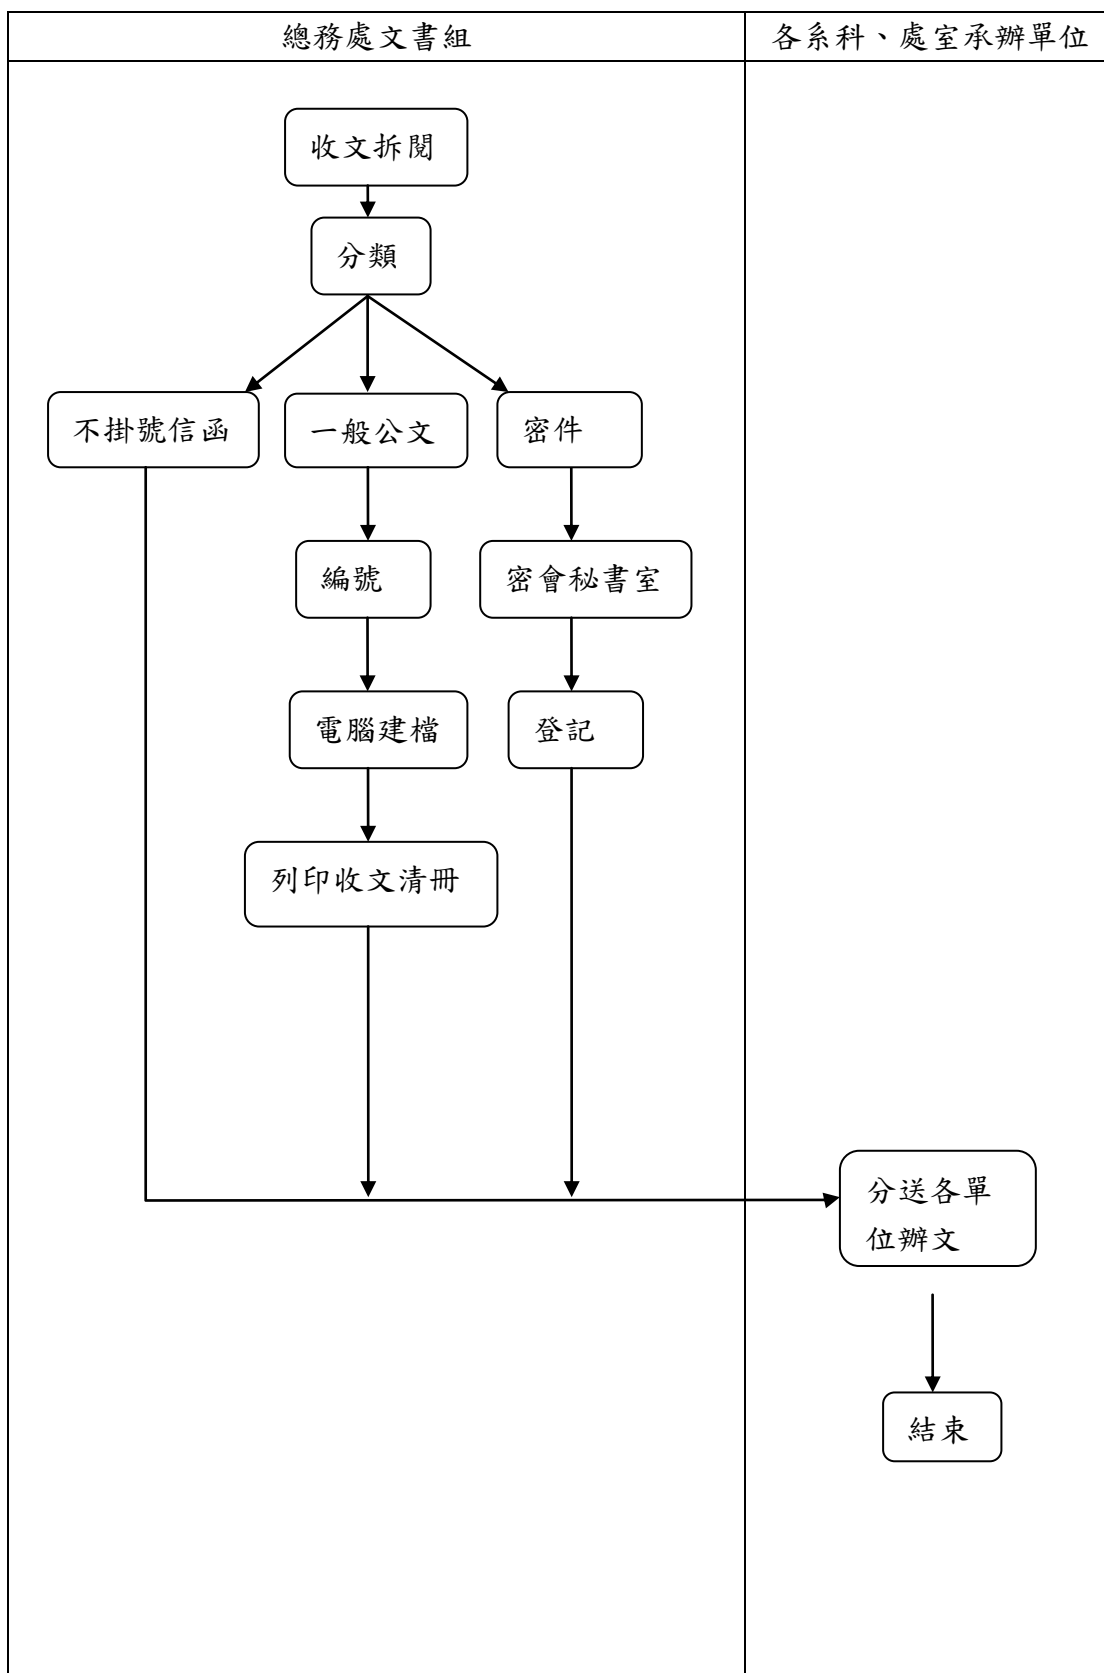 總務處文書組
各系科、處室承辦單位
收文拆閱
分類
不掛號信函
一般公文
密件
編號
密會秘書室
電腦建檔
登記
列印收文清冊
分送各單
位辦文
結束